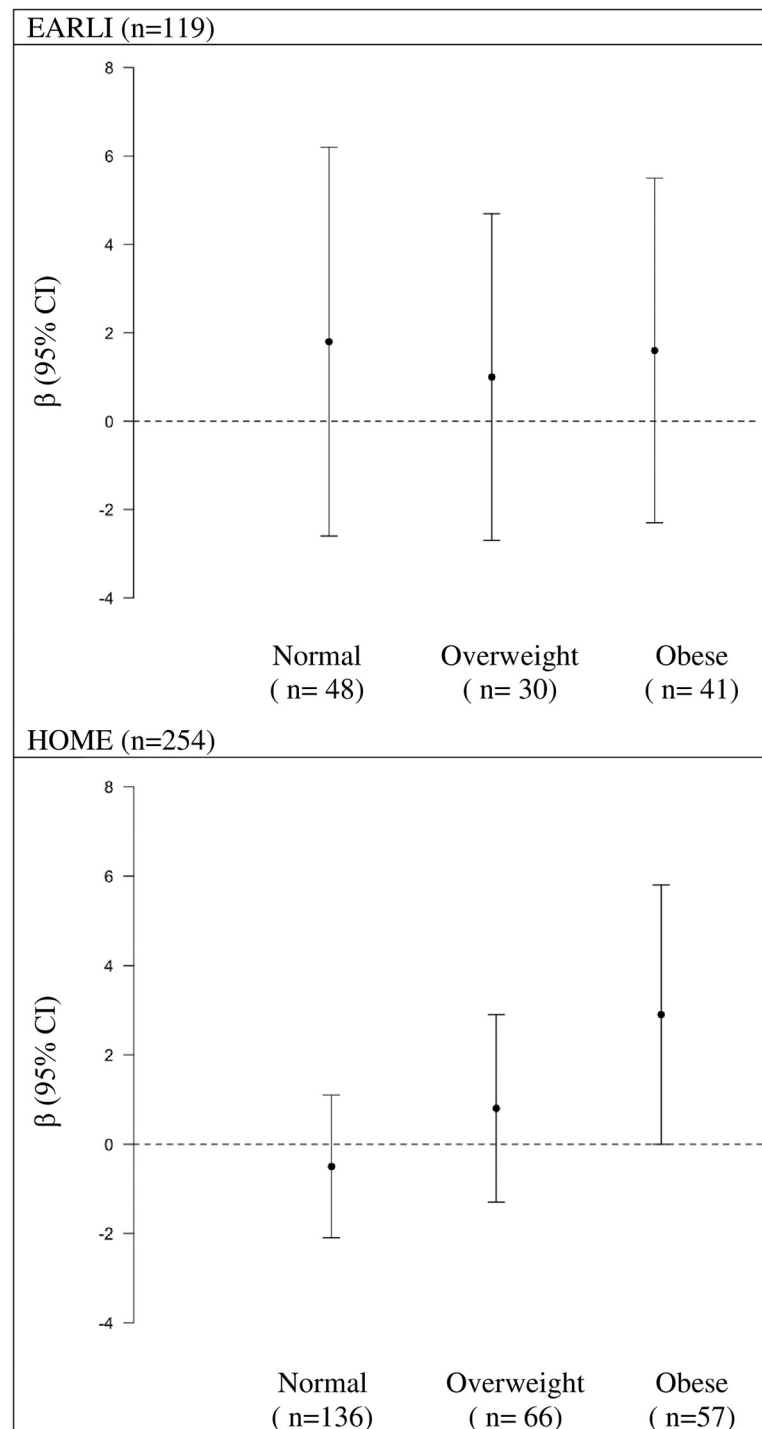 EARLI (n=119)
8
6
4
2
0
-2
-4
β (95% CI)
Normal Overweight Obese
( n= 48) ( n= 30) ( n= 41)
HOME (n=254)
8
6
4
2
0
-2
-4
β (95% CI)
Normal Overweight Obese
( n=136) ( n= 66) ( n=57)